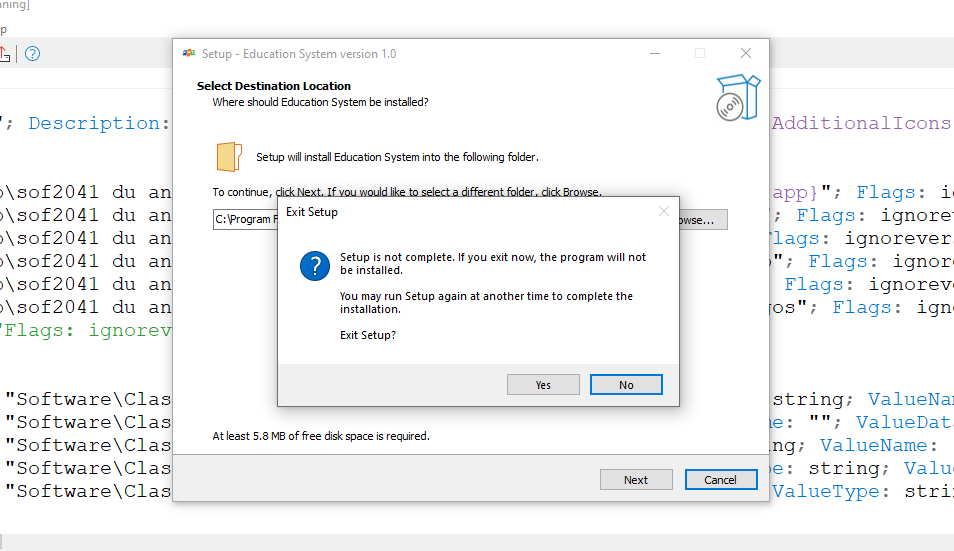 ning]
p
Setup - Education System version 1.0
Select Destination Location
Where should Education System be installed?
"; Description:
AdditionalIcons
Setup will install Education System into the following folder.
To continue, click Next. If you would like to select a different folder, click Browse.
\sof2041 du an
app}"; Flags: ig
C:\Program F
owse...
\sof2041 du an
; Flags: ignorev
Exit Setup
\sof2041 du an
Flags: ignorevers
Setup is not complete. If you exit now, the program will not
be installed.
\sof2041 du an
"; Flags: ignor
\sof2041 du an
Flags: ignorev
You may run Setup again at another time to complete the
installation.
\sof2041 du an
gos"; Flags: ign
Flags: ignorev
Exit Setup?
Yes
No
"Software\Clas
string; ValueNam
"Software\Clas
e: ""; ValueData
"Software\Clas
ng; ValueName:
At least 5.8 MB of free disk space is required.
"Software\Clas
e: string; Valu
"Software\Clas
ValueType: stri
Next
Cancel